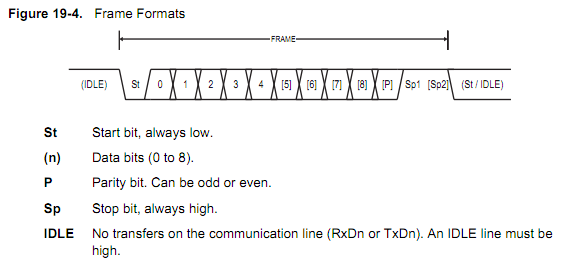 Figure 19-4. Frame Formats
FRAME
(IDLE) St 0 1 2 3 4 [5] [6] [7] [8] [P] Sp1 [Sp2] (St / IDLE)
St Start bit, always low.
(n) Data bits (0 to 8).
P Parity bit. Can be odd or even.
Sp Stop bit, always high.
IDLE No transfers on the communication line (RxDn or TxDn). An IDLE line must be
high.